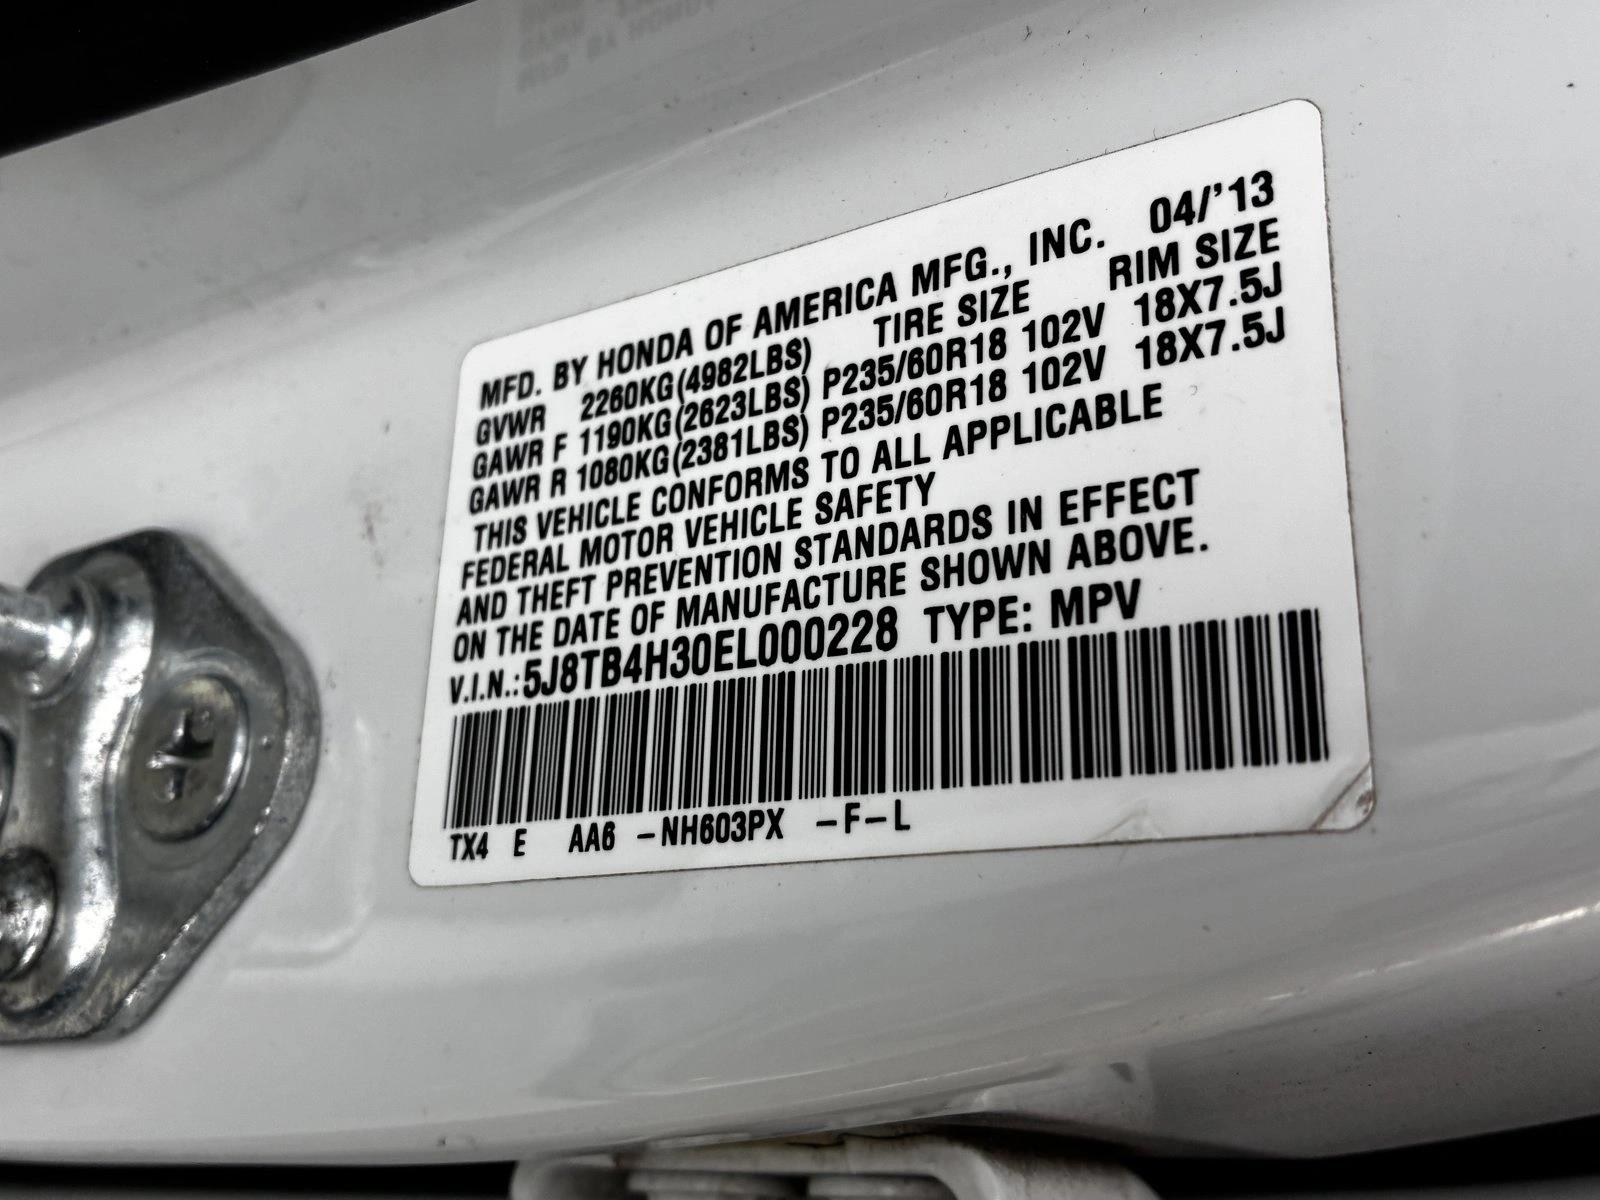 MFD. BY HONDA OF AMERICA MFG., INC. 04/'13
GVWR 2260KG(4982LBS) TIRE SIZE RIM SIZE
GAWR F 1190KG(2623LBS) P235/60R18 102V 18X7.5J
GAWR R 1080KG(2381LBS) P235/60R18 102V 18X7.5J
THIS VEHICLE CONFORMS TO ALL APPLICABLE
FEDERAL MOTOR VEHICLE SAFETY
AND THEFT PREVENTION STANDARDS IN EFFECT
ON THE DATE OF MANUFACTURE SHOWN ABOVE.
V.I.N.:5J8TB4H30EL000228 TYPE: MPV
TX4 E AA6 -NH603PX -F-L